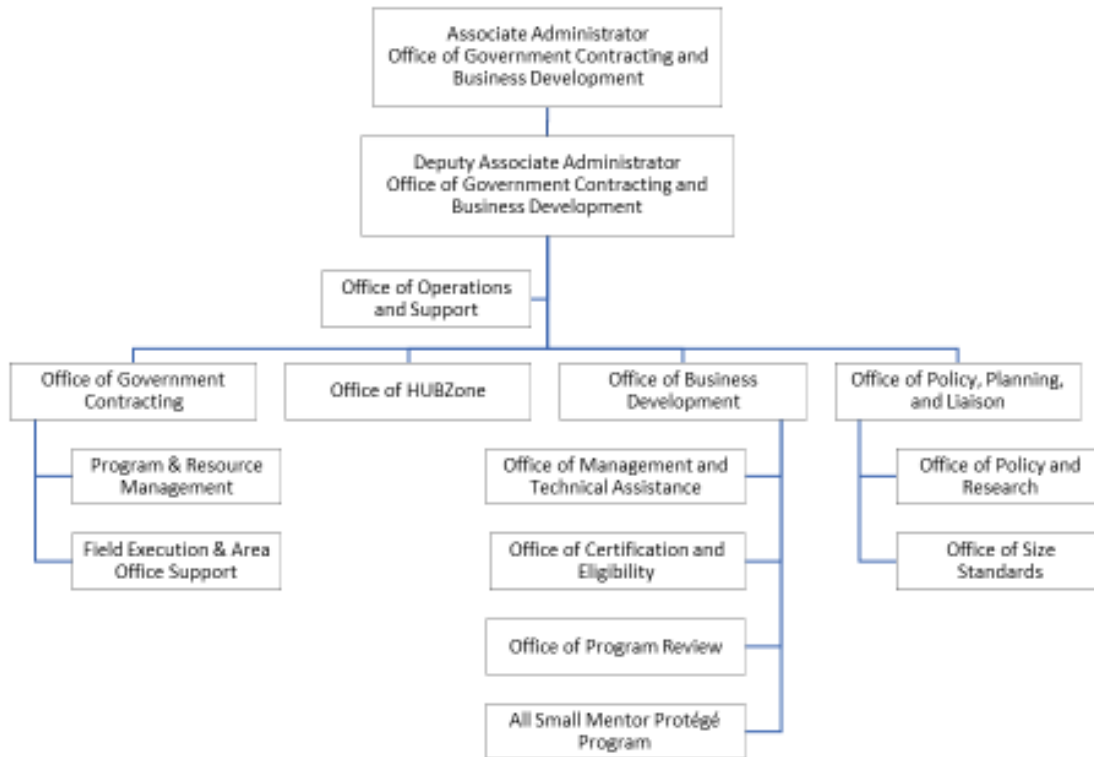 Associate Administrator
Office of Government Contracting and
Business Development
Deputy Associate Administrator
Office of Government Contracting and
Business Development
Office of Operations
and Support
Office of Government
Contracting
Office of HUBZone
Office of Business
Development
Office of Policy, Planning,
and Liaison
Program & Resource
Management
Office of Management and
Technical Assistance
Office of Policy and
Research
Field Execution & Area
Office Support
Office of Certification and
Eligibility
Office of Size
Standards
Office of Program Review
All Small Mentor Protégé
Program